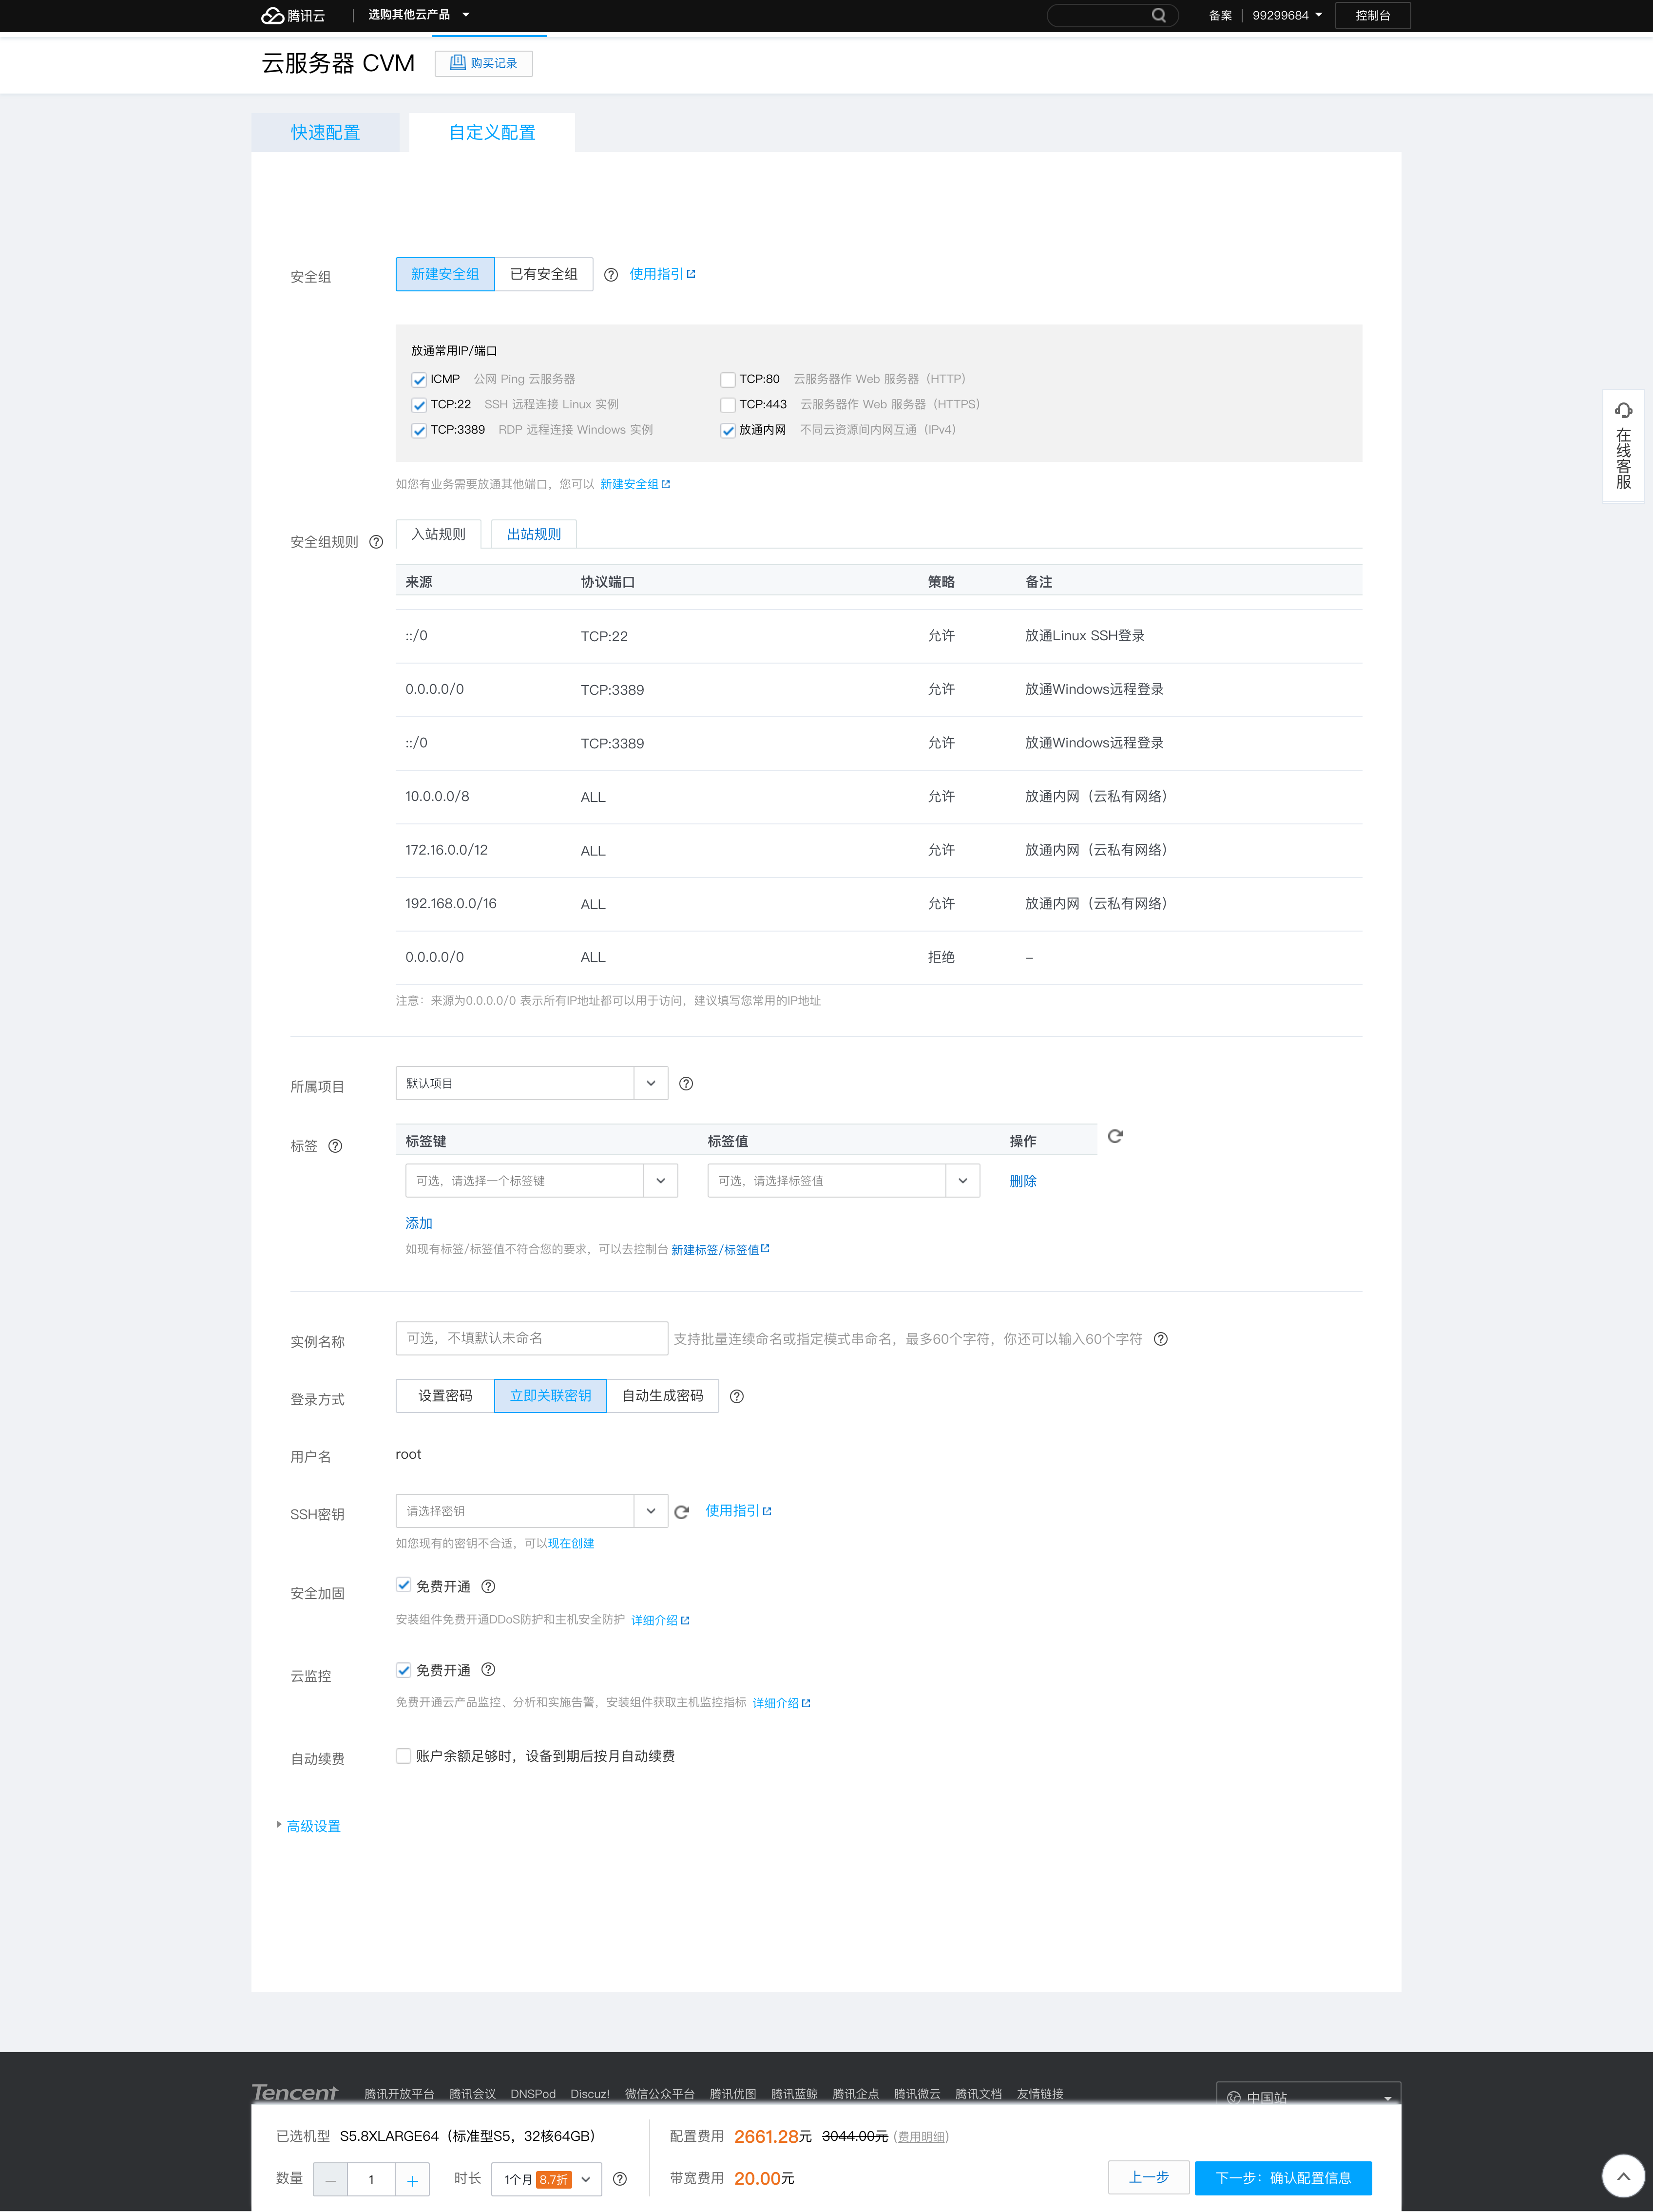 腾讯云 选购其他云产品 备案 99299684 控制台
云服务器 CVM 购买记录
快速配置 自定义配置
安全组 新建安全组 已有安全组 使用指引
放通常用IP/端口
ICMP 公网 Ping 云服务器 TCP:80 云服务器作 Web 服务器（HTTP）
TCP:22 SSH 远程连接 Linux 实例 TCP:443 云服务器作 Web 服务器（HTTPS）
TCP:3389 RDP 远程连接 Windows 实例 放通内网 不同云资源间内网互通（IPv4）
在线客服
如您有业务需要放通其他端口，您可以 新建安全组
安全组规则 入站规则 出站规则
来源 协议端口 策略 备注
::/0 TCP:22 允许 放通Linux SSH登录
0.0.0.0/0 TCP:3389 允许 放通Windows远程登录
::/0 TCP:3389 允许 放通Windows远程登录
10.0.0.0/8 ALL 允许 放通内网（云私有网络）
172.16.0.0/12 ALL 允许 放通内网（云私有网络）
192.168.0.0/16 ALL 允许 放通内网（云私有网络）
0.0.0.0/0 ALL 拒绝 –
注意：来源为0.0.0.0/0 表示所有IP地址都可以用于访问，建议填写您常用的IP地址
所属项目 默认项目
标签 标签键 标签值 操作
可选，请选择一个标签键 可选，请选择标签值 删除
添加
如现有标签/标签值不符合您的要求，可以去控制台 新建标签/标签值
实例名称 可选，不填默认未命名 支持批量连续命名或指定模式串命名，最多60个字符，你还可以输入60个字符
登录方式 设置密码 立即关联密钥 自动生成密码
用户名 root
SSH密钥 请选择密钥 使用指引
如您现有的密钥不合适，可以现在创建
安全加固 免费开通
安装组件免费开通DDoS防护和主机安全防护 详细介绍
云监控 免费开通
免费开通云产品监控、分析和实施告警，安装组件获取主机监控指标 详细介绍
自动续费 账户余额足够时，设备到期后按月自动续费
高级设置
Tencent 腾讯开放平台 腾讯会议 DNSPod Discuz! 微信公众平台 腾讯优图 腾讯蓝鲸 腾讯企点 腾讯微云 腾讯文档 友情链接 中国站
已选机型 S5.8XLARGE64（标准型S5，32核64GB） 配置费用 2661.28元 3044.00元 (费用明细)
数量 － 1 ＋ 时长 1个月 8.7折 带宽费用 20.00元 上一步 下一步：确认配置信息